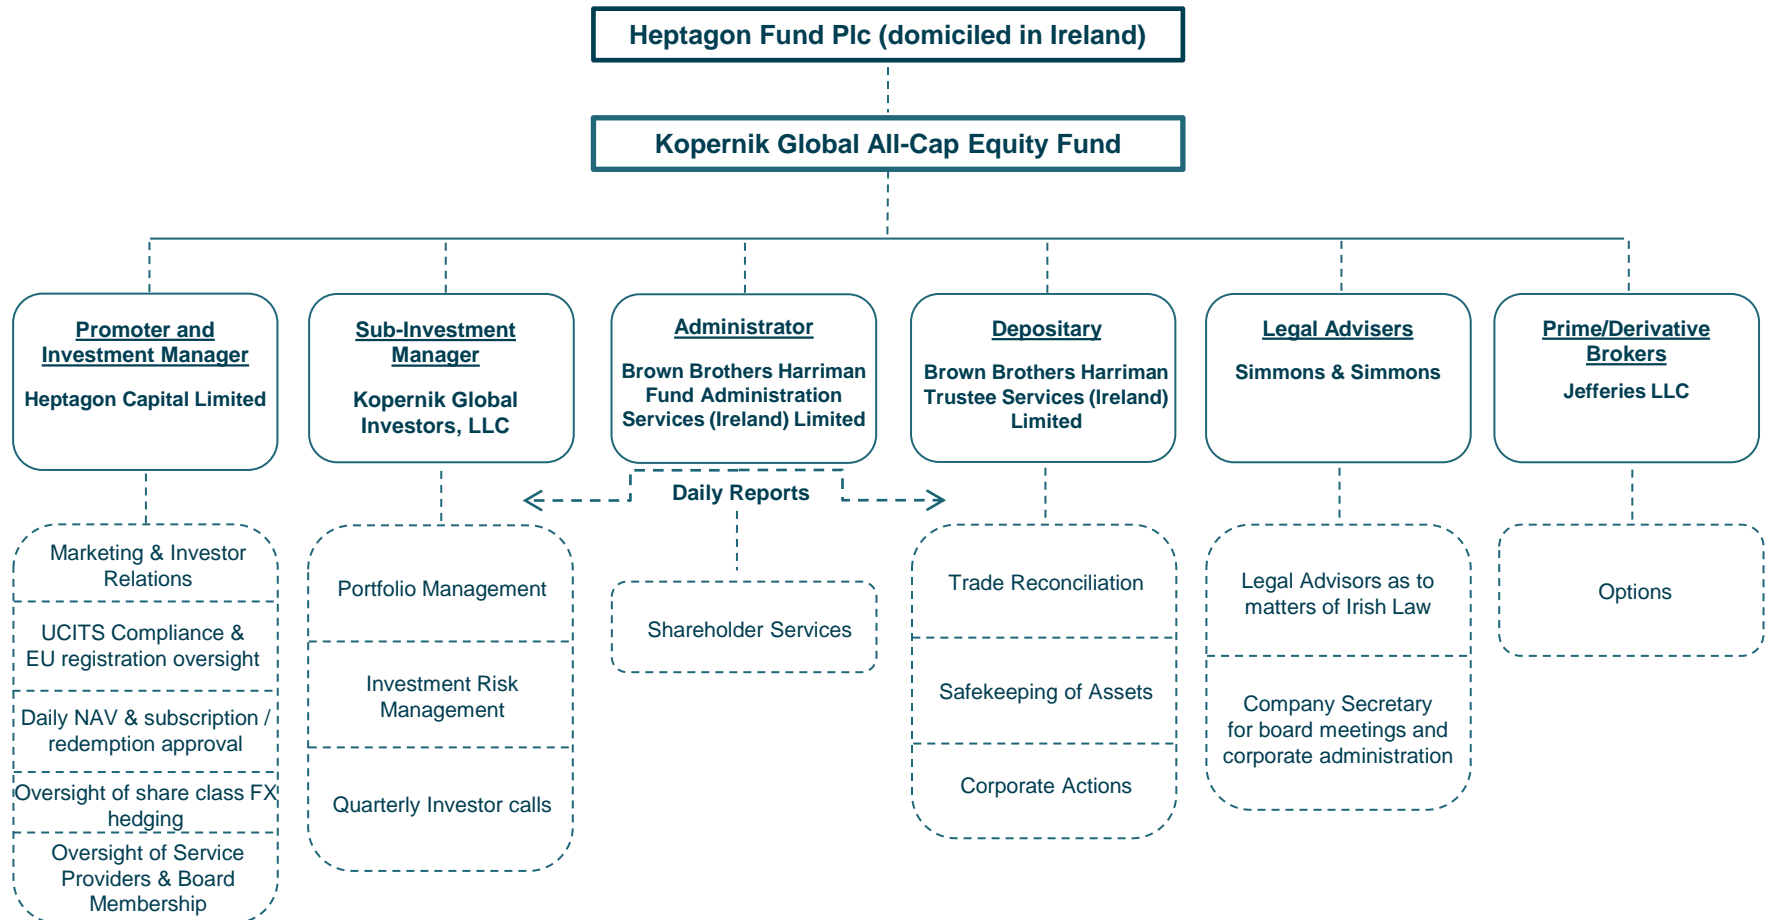 Heptagon Fund Plc (domiciled in Ireland)
Kopernik Global All-Cap Equity Fund
Promoter and
Investment Manager
Heptagon Capital Limited
Sub-Investment
Manager
Kopernik Global
Investors, LLC
Administrator
Brown Brothers Harriman
Fund Administration
Services (Ireland) Limited
Depositary
Brown Brothers Harriman
Trustee Services (Ireland)
Limited
Legal Advisers
Simmons & Simmons
Prime/Derivative
Brokers
Jefferies LLC
Daily Reports
Marketing & Investor
Relations
UCITS Compliance &
EU registration oversight
Daily NAV & subscription /
redemption approval
Oversight of share class FX
hedging
Oversight of Service
Providers & Board
Membership
Portfolio Management
Investment Risk
Management
Quarterly Investor calls
Shareholder Services
Trade Reconciliation
Safekeeping of Assets
Corporate Actions
Legal Advisors as to
matters of Irish Law
Company Secretary
for board meetings and
corporate administration
Options